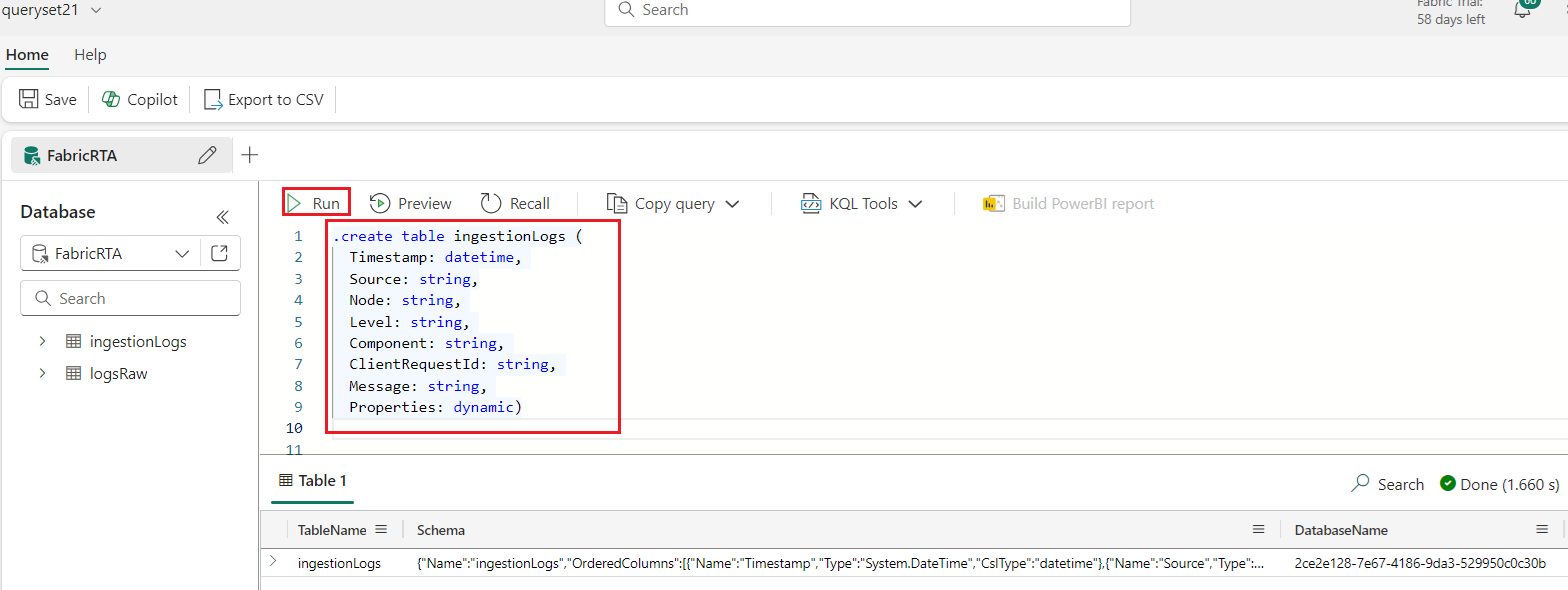 queryset21
Search
Fabric Trial:
58 days left
60
Home Help
Save Copilot Export to CSV
FabricRTA
Database
FabricRTA
Search
ingestionLogs
logsRaw
Run Preview Recall Copy query KQL Tools Build PowerBI report
1 .create table ingestionLogs (
2 Timestamp: datetime,
3 Source: string,
4 Node: string,
5 Level: string,
6 Component: string,
7 ClientRequestId: string,
8 Message: string,
9 Properties: dynamic)
10
11
Table 1
Search Done (1.660 s)
TableName Schema DatabaseName
ingestionLogs {"Name":"ingestionLogs","OrderedColumns":[{"Name":"Timestamp","Type":"System.DateTime","CslType":"datetime"},{"Name":"Source","Type":... 2ce2e128-7e67-4186-9da3-529950c0c30b